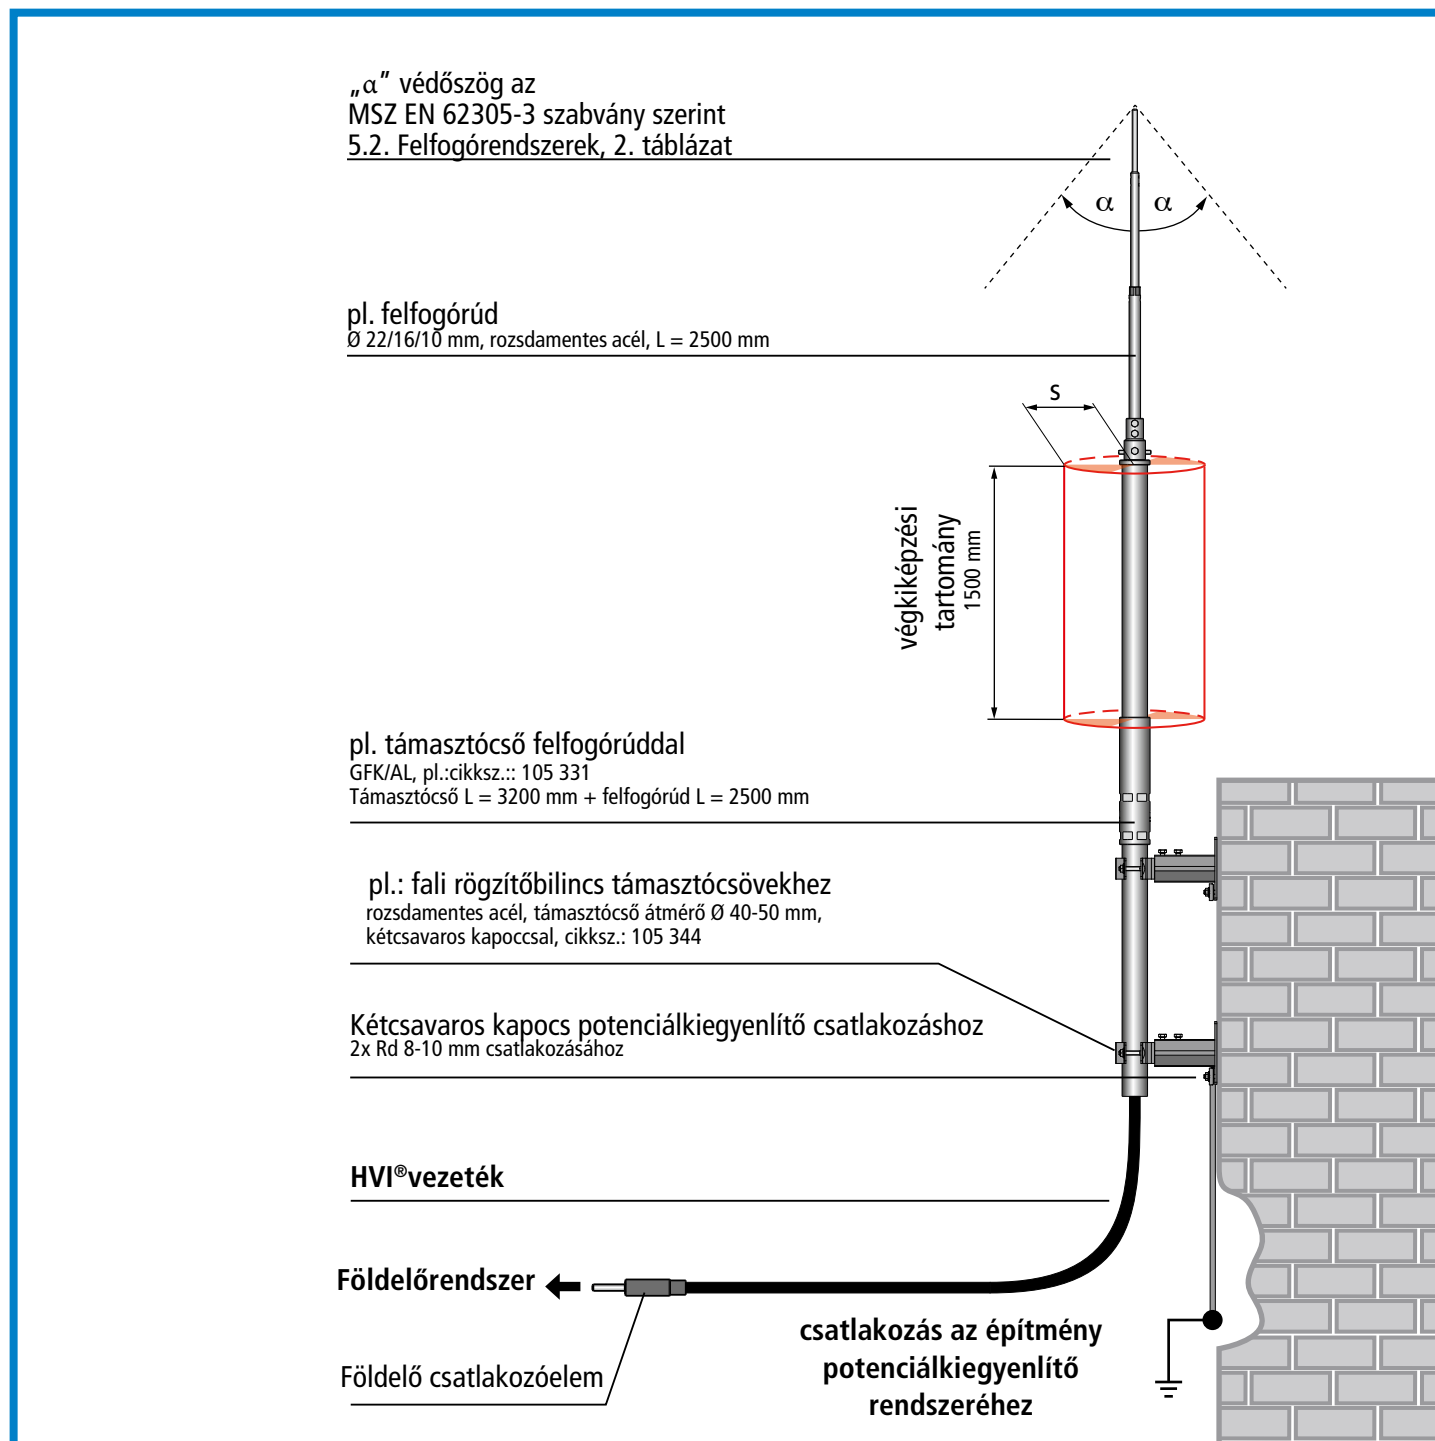 „α” védőszög az
MSZ EN 62305-3 szabvány szerint
5.2. Felfogórendszerek, 2. táblázat
α α
pl. felfogórúd
Ø 22/16/10 mm, rozsdamentes acél, L = 2500 mm
s
végkiképzési
tartomány
1500 mm
pl. támasztócső felfogórúddal
GFK/AL, pl.:cikksz.:: 105 331
Támasztócső L = 3200 mm + felfogórúd L = 2500 mm
pl.: fali rögzítőbilincs támasztócsövekhez
rozsdamentes acél, támasztócső átmérő Ø 40-50 mm,
kétcsavaros kapoccsal, cikksz.: 105 344
Kétcsavaros kapocs potenciálkiegyenlítő csatlakozáshoz
2x Rd 8-10 mm csatlakozásához
HVI®vezeték
Földelőrendszer
csatlakozás az építmény
potenciálkiegyenlítő
rendszeréhez
Földelő csatlakozóelem